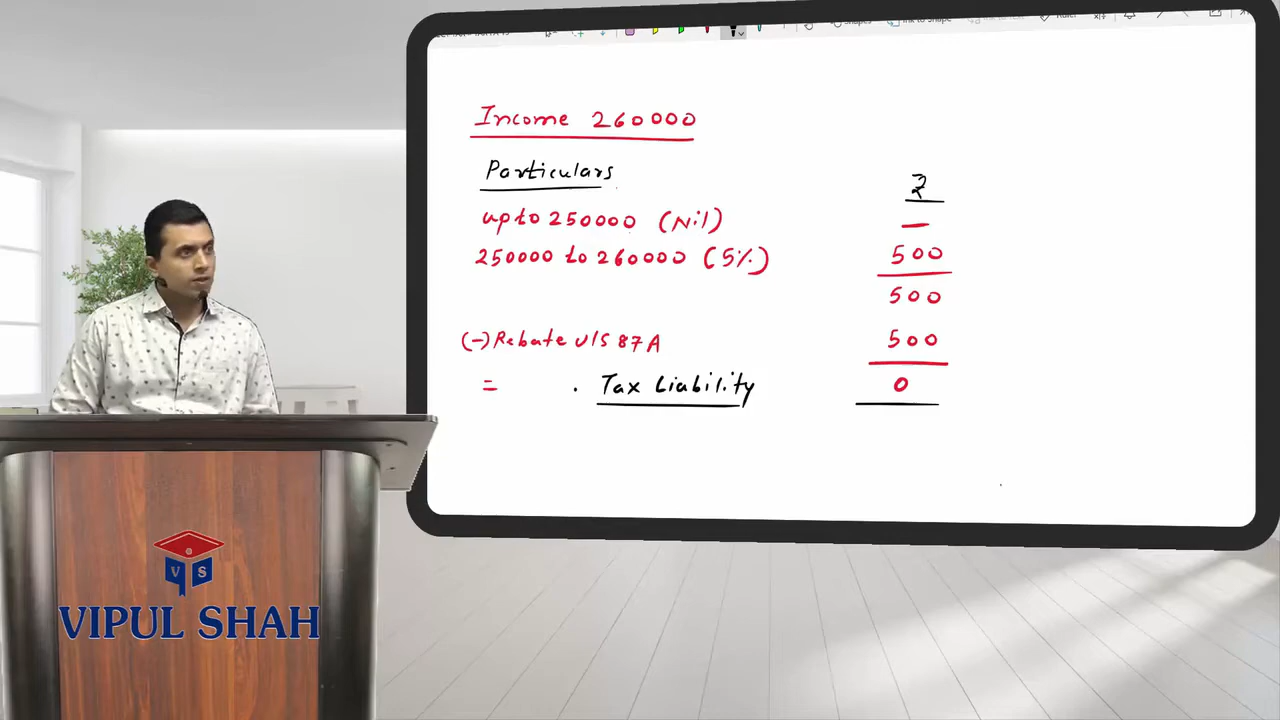 Income 260000
Particulars ₹
upto 250000 (Nil) —
250000 to 260000 (5%) 500
500
(-) Rebate U/S 87A 500
= . Tax Liability 0
V S
VIPUL SHAH